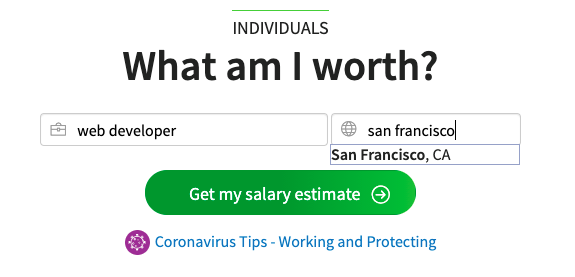 INDIVIDUALS
What am I worth?
web developer
san francisco
San Francisco, CA
Get my salary estimate
Coronavirus Tips - Working and Protecting